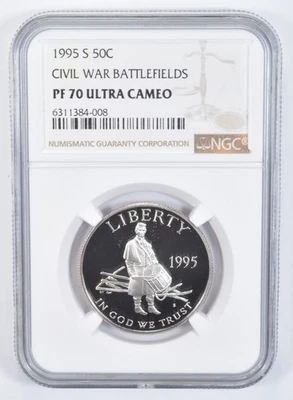 1995 S 50C
CIVIL WAR BATTLEFIELDS
PF 70 ULTRA CAMEO
6311384-008
NUMISMATIC GUARANTY CORPORATION
NGC
LIBERTY
1995
IN GOD WE TRUST